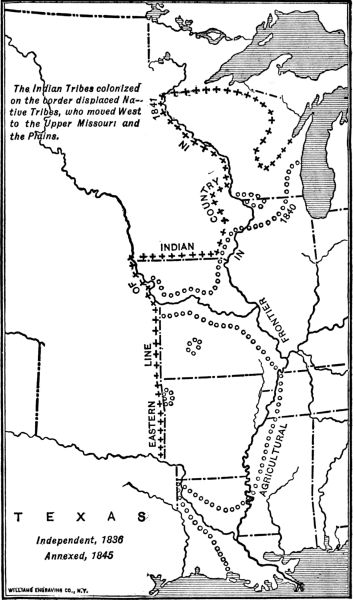 The Indian Tribes colonized
on the border displaced Na-
tive Tribes, who moved West
to the Upper Missouri and
the Plains.
EASTERN LINE OF INDIAN COUNTRY IN 1841
AGRICULTURAL FRONTIER IN 1840
TEXAS
Independent, 1836
Annexed, 1845
WILLIAMS ENGRAVING CO., N.Y.